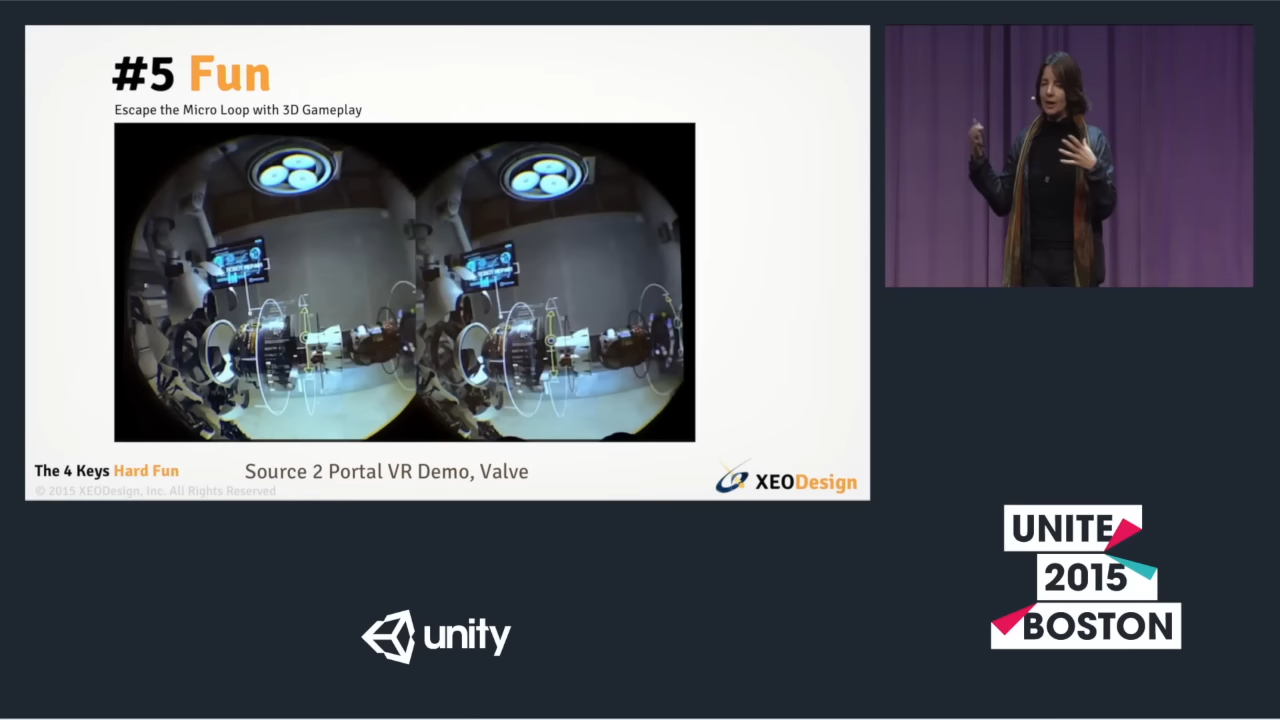 #5 Fun
Escape the Micro Loop with 3D Gameplay
The 4 Keys Hard Fun
Source 2 Portal VR Demo, Valve
© 2015 XEODesign, Inc. All Rights Reserved
XEODesign
UNITE
2015
BOSTON
unity